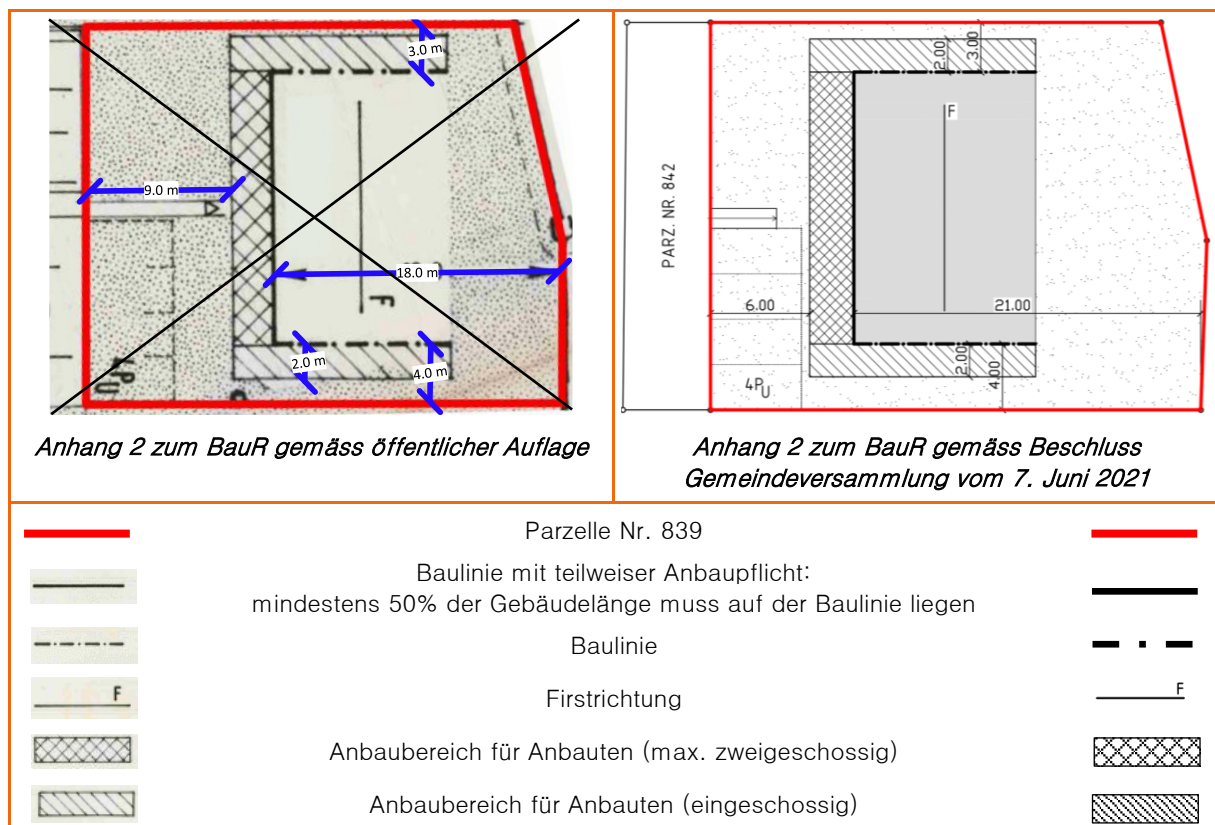 3.0 m
9.0 m
18.0 m
F
2.0 m
4.0 m
4PU
Anhang 2 zum BauR gemäss öffentlicher Auflage
2.00
3.00
F
PARZ. NR. 842
6.00
21.00
4PU
2.00
4.00
Anhang 2 zum BauR gemäss Beschluss
Gemeindeversammlung vom 7. Juni 2021
Parzelle Nr. 839
Baulinie mit teilweiser Anbaupflicht:
mindestens 50% der Gebäudelänge muss auf der Baulinie liegen
Baulinie
F
Firstrichtung
F
Anbaubereich für Anbauten (max. zweigeschossig)
Anbaubereich für Anbauten (eingeschossig)